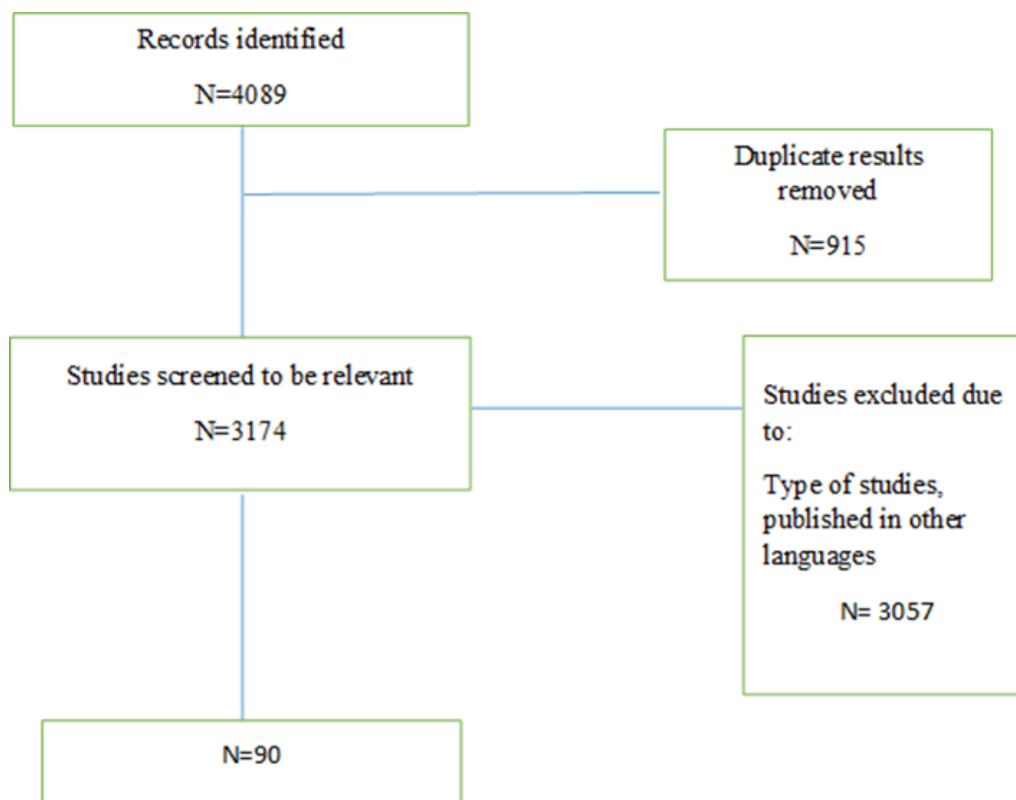 Records identified
N=4089
Duplicate results
removed
N=915
Studies screened to be relevant
N=3174
Studies excluded due
to:
Type of studies,
published in other
languages
N= 3057
N=90